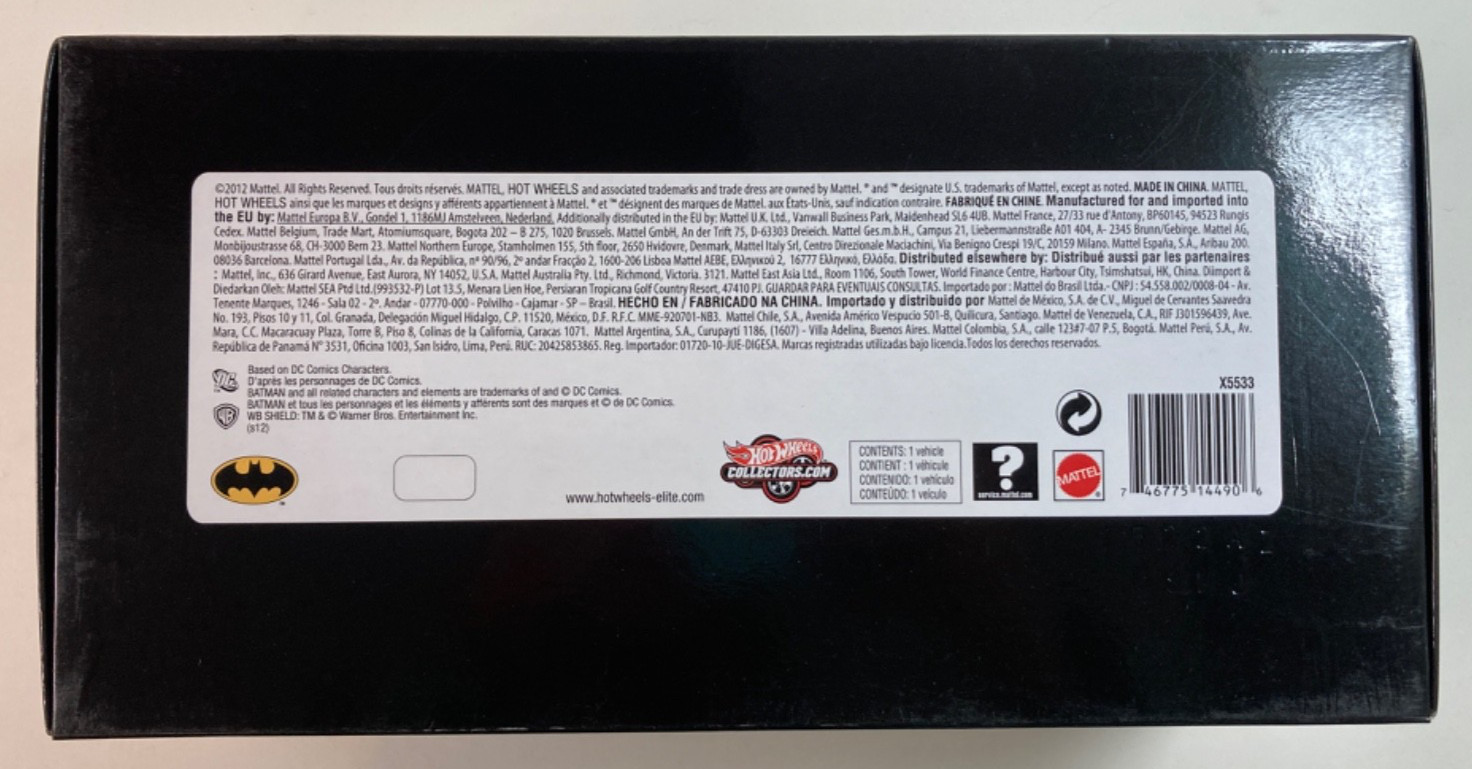 ©2012 Mattel. All Rights Reserved. Tous droits réservés. MATTEL, HOT WHEELS and associated trademarks and trade dress are owned by Mattel. ® and ™ designate U.S. trademarks of Mattel, except as noted. MADE IN CHINA. MATTEL,
HOT WHEELS ainsi que les marques et designs y afférents appartiennent à Mattel. ® et ™ désignent des marques de Mattel. aux États-Unis, sauf indication contraire. FABRIQUÉ EN CHINE. Manufactured for and imported into
the EU by: Mattel Europa B.V., Gondel 1, 1186MJ Amstelveen, Nederland. Additionally distributed in the EU by: Mattel U.K. Ltd., Vanwall Business Park, Maidenhead SL6 4UB. Mattel France, 27/33 rue d'Antony, BP60145, 94523 Rungis
Cedex. Mattel Belgium, Trade Mart, Atomiumsquare, Bogota 202 – B 275, 1020 Brussels. Mattel GmbH, An der Trift 75, D-63303 Dreieich. Mattel Ges.m.b.H., Campus 21, Liebermannstraße A01 404, A- 2345 Brunn/Gebirge. Mattel AG,
Monbijoustrasse 68, CH-3000 Bern 23. Mattel Northern Europe, Stamholmen 155, 5th floor, 2650 Hvidovre, Denmark, Mattel Italy Srl, Centro Direzionale Maciachini, Via Benigno Crespi 19/C, 20159 Milano. Mattel España, S.A., Aribau 200.
08036 Barcelona. Mattel Portugal Lda., Av. da República, nº 90/96, 2º andar Fracção 2, 1600-206 Lisboa Mattel AEBE, Ελληνικού 2, 16777 Ελληνικό, Ελλάδα. Distributed elsewhere by: Distribué aussi par les partenaires
: Mattel, Inc., 636 Girard Avenue, East Aurora, NY 14052, U.S.A. Mattel Australia Pty. Ltd., Richmond, Victoria. 3121. Mattel East Asia Ltd., Room 1106, South Tower, World Finance Centre, Harbour City, Tsimshatsui, HK, China. Diimport &
Diedarkan Oleh: Mattel SEA Ptd Ltd.(993532-P) Lot 13.5, Menara Lien Hoe, Persiaran Tropicana Golf Country Resort, 47410 PJ. GUARDAR PARA EVENTUAIS CONSULTAS. Importado por : Mattel do Brasil Ltda.- CNPJ : 54.558.002/0008-04 - Av.
Tenente Marques, 1246 - Sala 02 - 2º. Andar - 07770-000 - Polvilho - Cajamar - SP – Brasil. HECHO EN / FABRICADO NA CHINA. Importado y distribuido por Mattel de México, S.A. de C.V., Miguel de Cervantes Saavedra
No. 193, Pisos 10 y 11, Col. Granada, Delegación Miguel Hidalgo, C.P. 11520, México, D.F. R.F.C. MME-920701-NB3. Mattel Chile, S.A., Avenida Américo Vespucio 501-B, Quilicura, Santiago. Mattel de Venezuela, C.A., RIF J301596439, Ave.
Mara, C.C. Macaracuay Plaza, Torre B, Piso 8, Colinas de la California, Caracas 1071. Mattel Argentina, S.A., Curupaytí 1186, (1607) - Villa Adelina, Buenos Aires. Mattel Colombia, S.A., calle 123#7-07 P.5, Bogotá. Mattel Perú, S.A., Av.
República de Panamá N° 3531, Oficina 1003, San Isidro, Lima, Perú. RUC: 20425853865. Reg. Importador: 01720-10-JUE-DIGESA. Marcas registradas utilizadas bajo licencia.Todos los derechos reservados.
DC
Based on DC Comics Characters.
D'après les personnages de DC Comics.
BATMAN and all related characters and elements are trademarks of and © DC Comics.
BATMAN et tous les personnages et les éléments y afférents sont des marques et © de DC Comics.
WB SHIELD: TM & © Warner Bros. Entertainment Inc.
(s12)
WB
www.hotwheels-elite.com
HOT WHEELS
COLLECTORS.COM
CONTENTS: 1 vehicle
CONTIENT : 1 véhicule
CONTENIDO: 1 vehículo
CONTEÚDO: 1 veículo
?
service.mattel.com
MATTEL
®
X5533
7 46775 14490 6